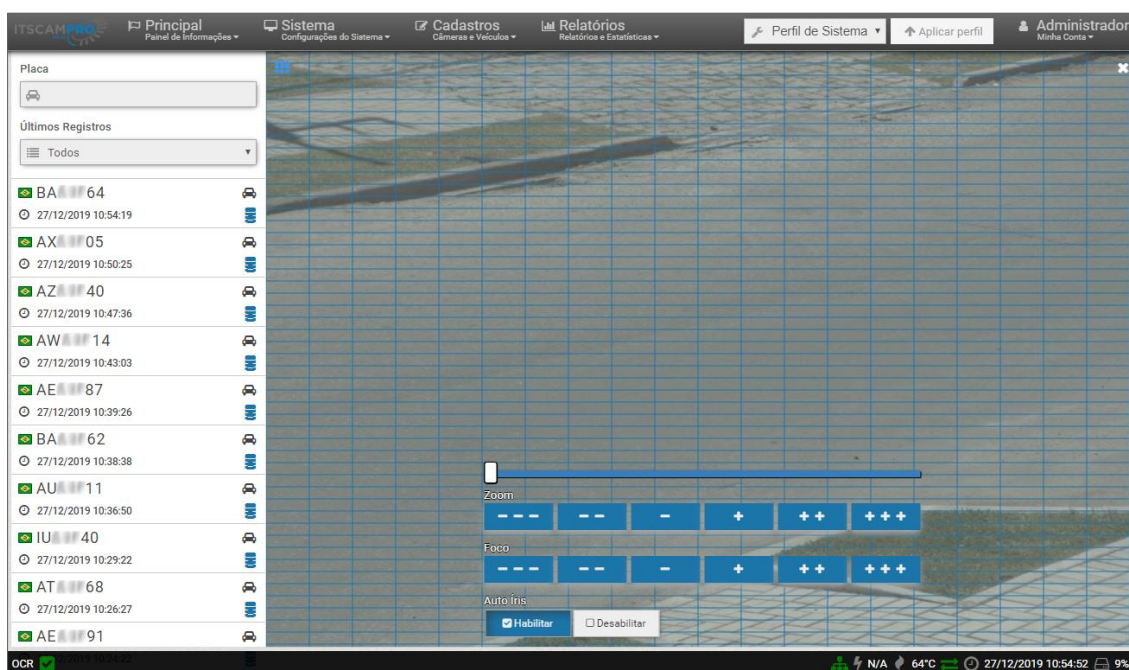 ITSCAMPRO
Principal
Painel de Informações
Sistema
Configurações do Sistema
Cadastros
Câmeras e Veículos
Relatórios
Relatórios e Estatísticas
Perfil de Sistema
Aplicar perfil
Administrador
Minha Conta
Placa
Últimos Registros
Todos
BA 64
27/12/2019 10:54:19
AX 05
27/12/2019 10:50:25
AZ 40
27/12/2019 10:47:36
AW 14
27/12/2019 10:43:03
AE 87
27/12/2019 10:39:26
BA 62
27/12/2019 10:38:38
AU 11
27/12/2019 10:36:50
IU 40
27/12/2019 10:29:22
AT 68
27/12/2019 10:26:27
AE 91
Zoom
--- -- - + ++ +++
Foco
--- -- - + ++ +++
Auto Íris
Habilitar Desabilitar
OCR
N/A 64°C 27/12/2019 10:54:52 9%